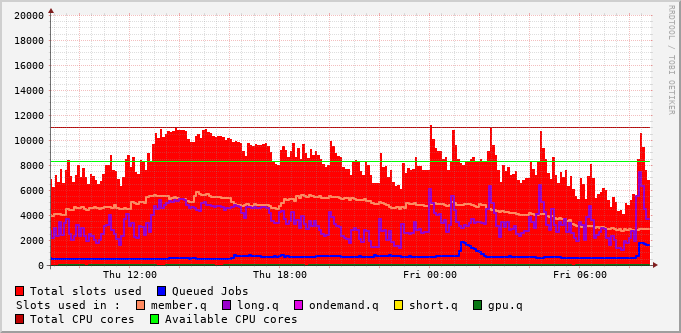 RRDTOOL / TOBI OETIKER
20000
18000
16000
14000
12000
10000
8000
6000
4000
2000
0
Thu 12:00 Thu 18:00 Fri 00:00 Fri 06:00
Total slots used Queued Jobs
Slots used in : member.q long.q ondemand.q short.q gpu.q
Total CPU cores Available CPU cores